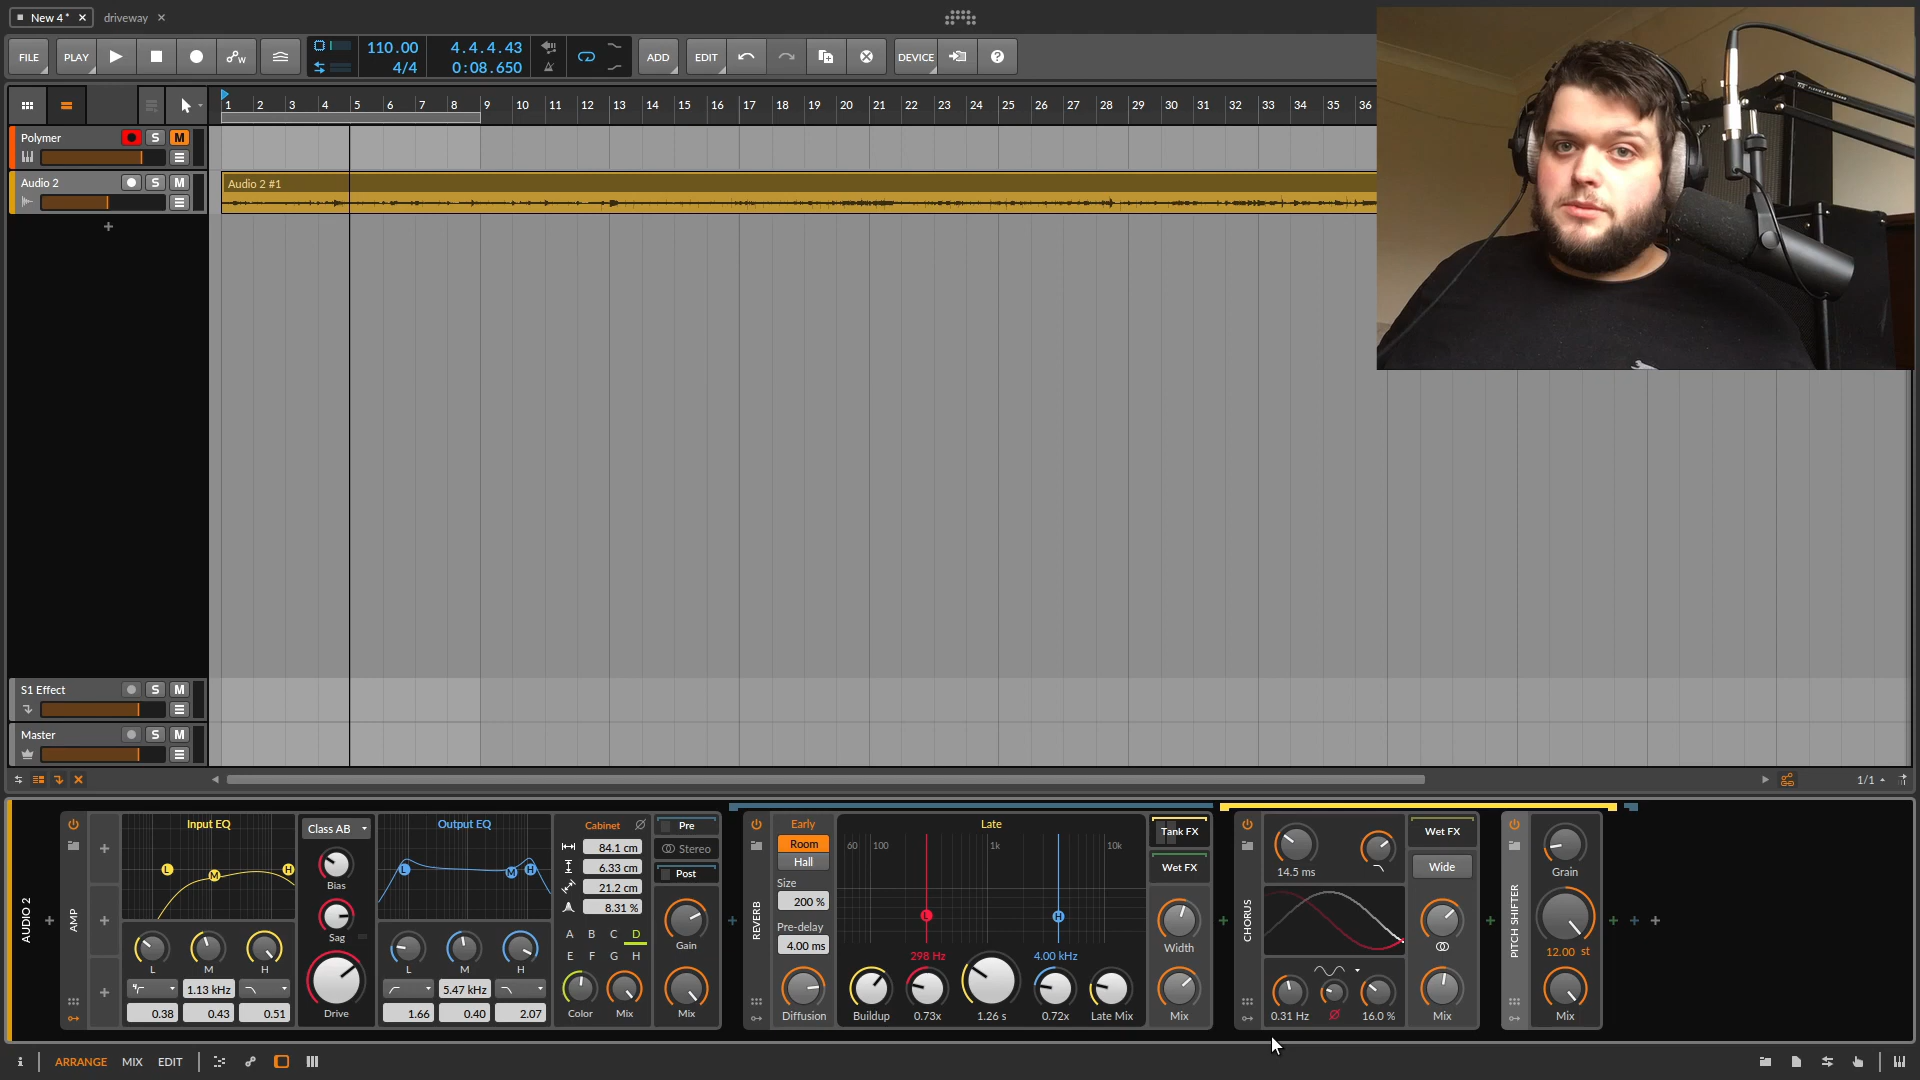 New 4 *
driveway
FILE
PLAY
110.00
4/4
4.4.4.43
0:08.650
ADD
EDIT
DEVICE
1 2 3 4 5 6 7 8 9 10 11 12 13 14 15 16 17 18 19 20 21 22 23 24 25 26 27 28 29 30 31 32 33 34 35 36
Polymer
S
M
Audio 2
S
M
Audio 2 #1
S1 Effect
S
M
Master
S
M
1/1
AUDIO 2
AMP
Input EQ
L
M
H
L
M
H
1.13 kHz
0.38
0.43
0.51
Class AB
Bias
Sag
Drive
Output EQ
L
M
H
L
M
H
5.47 kHz
1.66
0.40
2.07
Cabinet
84.1 cm
6.33 cm
21.2 cm
8.31 %
A B C D
E F G H
Color
Mix
Pre
Stereo
Post
Gain
Mix
REVERB
Early
Room
Hall
Size
200 %
Pre-delay
4.00 ms
Diffusion
Late
60 100 1k 10k
L
H
298 Hz
4.00 kHz
Buildup
0.73x
1.26 s
0.72x
Late Mix
Tank FX
Wet FX
Width
Mix
CHORUS
14.5 ms
0.31 Hz
16.0 %
Wet FX
Wide
Mix
PITCH SHIFTER
Grain
12.00 st
Mix
i
ARRANGE
MIX
EDIT